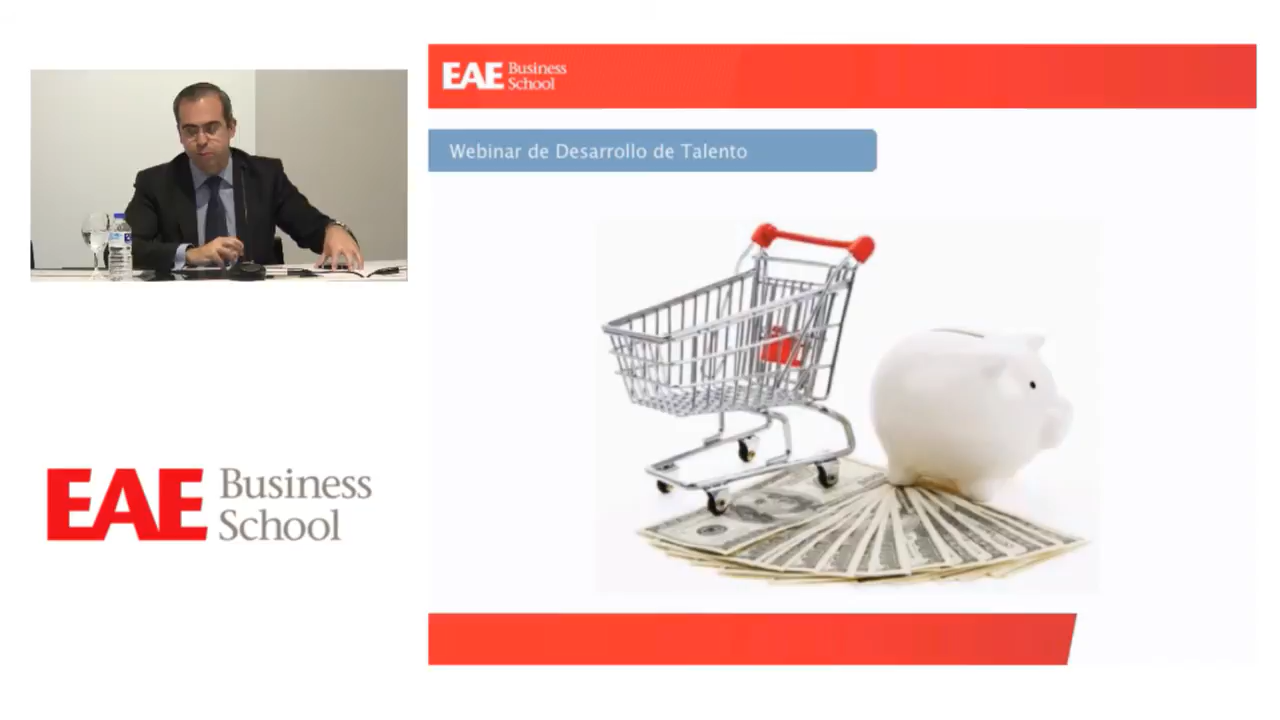 EAE Business
School
Webinar de Desarrollo de Talento
EAE Business
School